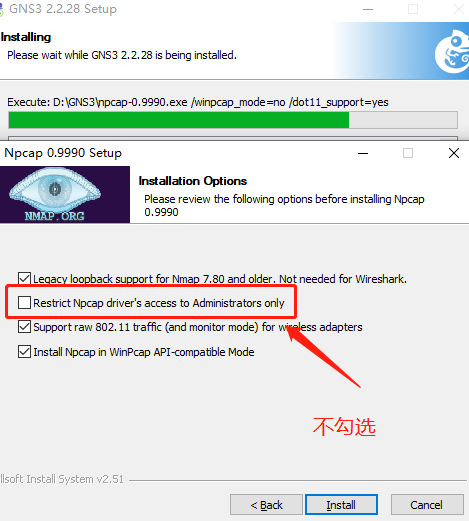 GNS3 2.2.28 Setup
Installing
Please wait while GNS3 2.2.28 is being installed.
Execute: D:\GNS3\npcap-0.9990.exe /winpcap_mode=no /dot11_support=yes
Npcap 0.9990 Setup
NMAP.ORG
Installation Options
Please review the following options before installing Npcap
0.9990
Legacy loopback support for Nmap 7.80 and older. Not needed for Wireshark.
Restrict Npcap driver's access to Administrators only
Support raw 802.11 traffic (and monitor mode) for wireless adapters
Install Npcap in WinPcap API-compatible Mode
不勾选
llsoft Install System v2.51
< Back
Install
Cancel